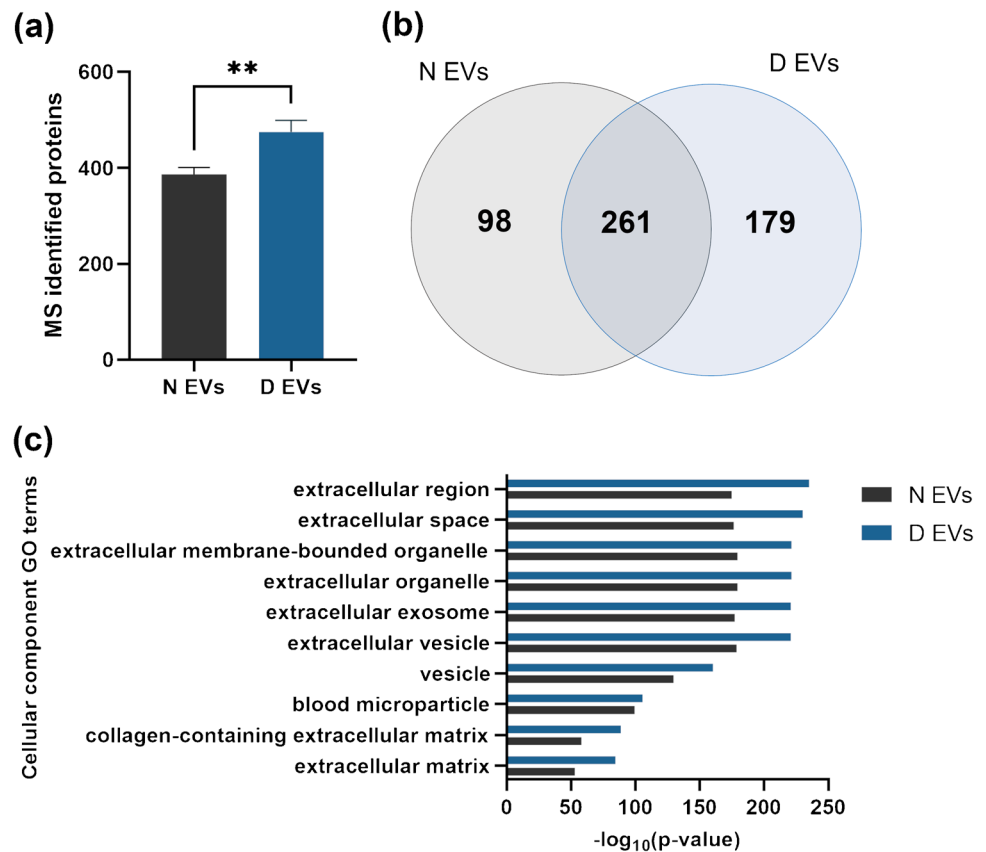 (a)
600
400
200
0
MS identified proteins
**
N EVs
D EVs
(b)
N EVs
D EVs
98
261
179
(c)
Cellular component GO terms
extracellular region
extracellular space
extracellular membrane-bounded organelle
extracellular organelle
extracellular exosome
extracellular vesicle
vesicle
blood microparticle
collagen-containing extracellular matrix
extracellular matrix
0 50 100 150 200 250
-log₁₀(p-value)
N EVs
D EVs